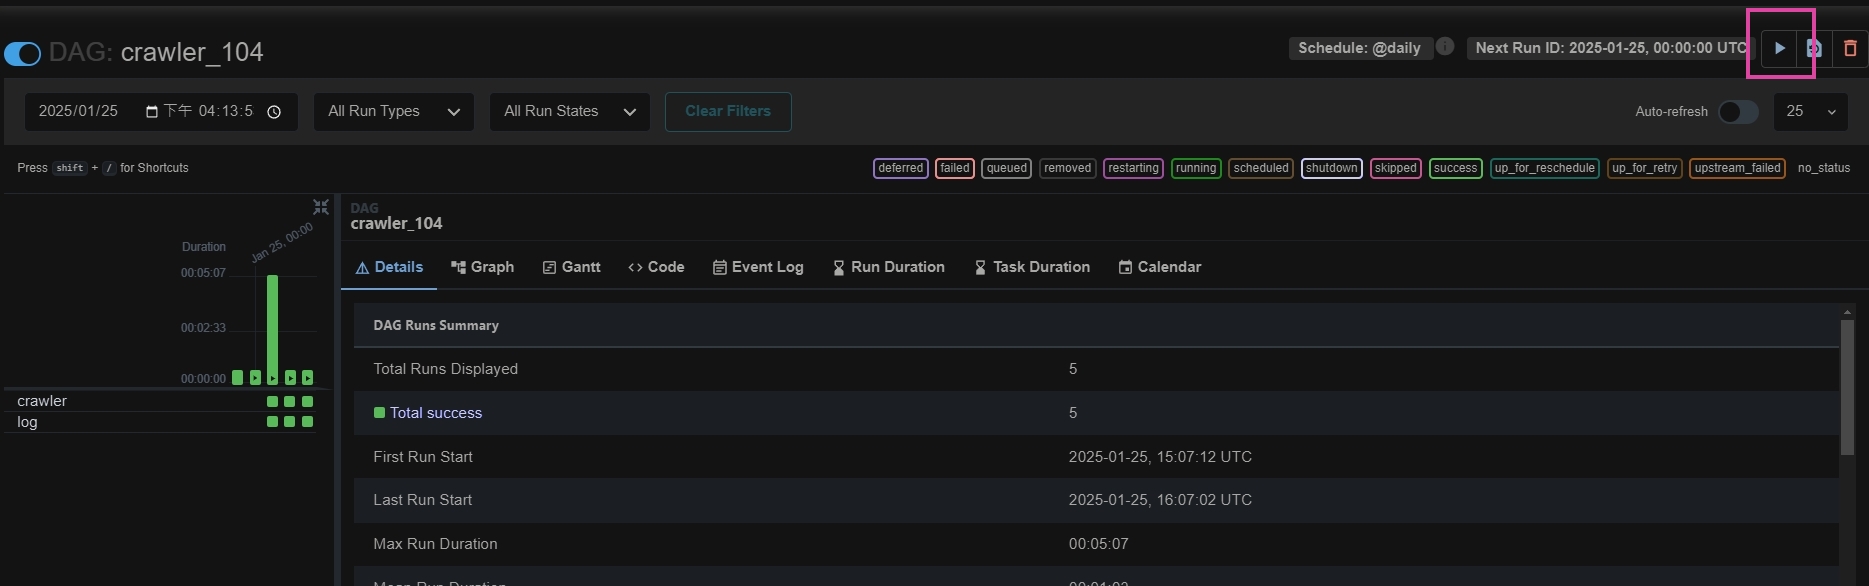 DAG: crawler_104
Schedule: @daily
Next Run ID: 2025-01-25, 00:00:00 UTC
2025/01/25 下午 04:13:5
All Run Types
All Run States
Clear Filters
Auto-refresh
25
Press shift + / for Shortcuts
deferred failed queued removed restarting running scheduled shutdown skipped success up_for_reschedule up_for_retry upstream_failed no_status
Duration
Jan 25, 00:00
00:05:07
00:02:33
00:00:00
crawler
log
DAG
crawler_104
Details Graph Gantt Code Event Log Run Duration Task Duration Calendar
DAG Runs Summary
Total Runs Displayed 5
Total success 5
First Run Start 2025-01-25, 15:07:12 UTC
Last Run Start 2025-01-25, 16:07:02 UTC
Max Run Duration 00:05:07
Mean Run Duration